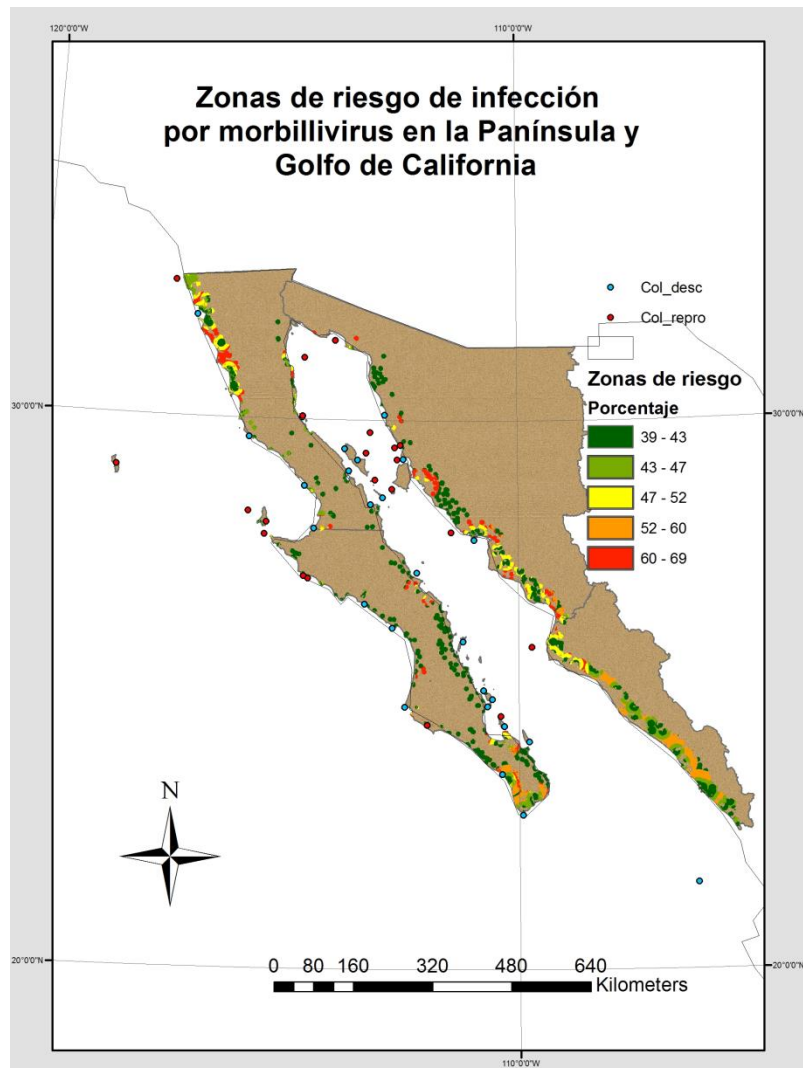 120°0'0"W
110°0'0"W
Zonas de riesgo de infección
por morbillivirus en la Panínsula y
Golfo de California
Col_desc
Col_repro
30°0'0"N
30°0'0"N
Zonas de riesgo
Porcentaje
39 - 43
43 - 47
47 - 52
52 - 60
60 - 69
N
20°0'0"N
20°0'0"N
0 80 160 320 480 640
Kilometers
110°0'0"W